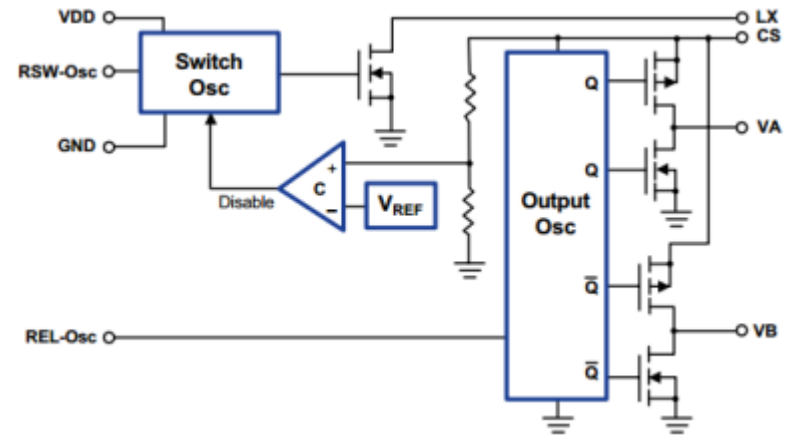 VDD
LX
CS
Switch
Osc
RSW-Osc
Q
VA
GND
+
C
Disable
–
VREF
Q
Output
Osc
Q̅
REL-Osc
VB
Q̅